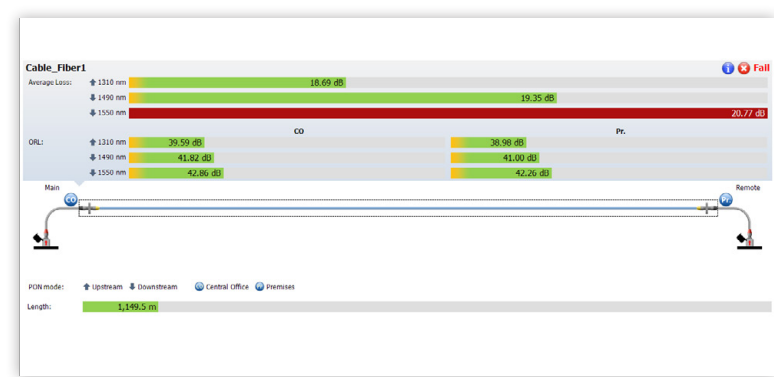 Cable_Fiber1
i Fail
Average Loss: 1310 nm 18.69 dB
1490 nm 19.35 dB
1550 nm 20.77 dB
CO Pr.
ORL: 1310 nm 39.59 dB 38.98 dB
1490 nm 41.82 dB 41.00 dB
1550 nm 42.86 dB 42.26 dB
Main Remote
CO Pr.
PON mode: Upstream Downstream Central Office Premises
Length: 1,149.5 m